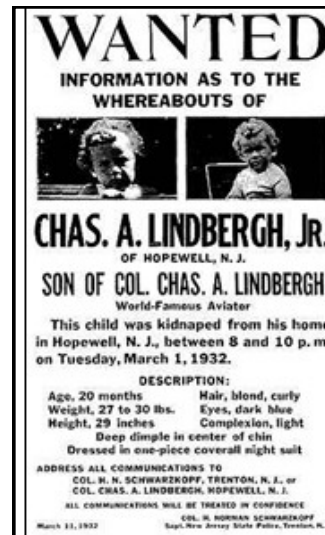 WANTED
INFORMATION AS TO THE
WHEREABOUTS OF
CHAS. A. LINDBERGH, JR.
OF HOPEWELL, N. J.
SON OF COL. CHAS. A. LINDBERGH
World-Famous Aviator
This child was kidnaped from his home
in Hopewell, N. J., between 8 and 10 p. m
on Tuesday, March 1, 1932.
DESCRIPTION:
Age, 20 months Hair, blond, curly
Weight, 27 to 30 lbs. Eyes, dark blue
Height, 29 inches Complexion, light
Deep dimple in center of chin
Dressed in one-piece coverall night suit
ADDRESS ALL COMMUNICATIONS TO
COL. H. N. SCHWARZKOPF, TRENTON, N. J., or
COL. CHAS. A. LINDBERGH, HOPEWELL, N. J.
ALL COMMUNICATIONS WILL BE TREATED IN CONFIDENCE
COL. H. NORMAN SCHWARZKOPF
March 11, 1932 Supt. New Jersey State Police, Trenton, N.